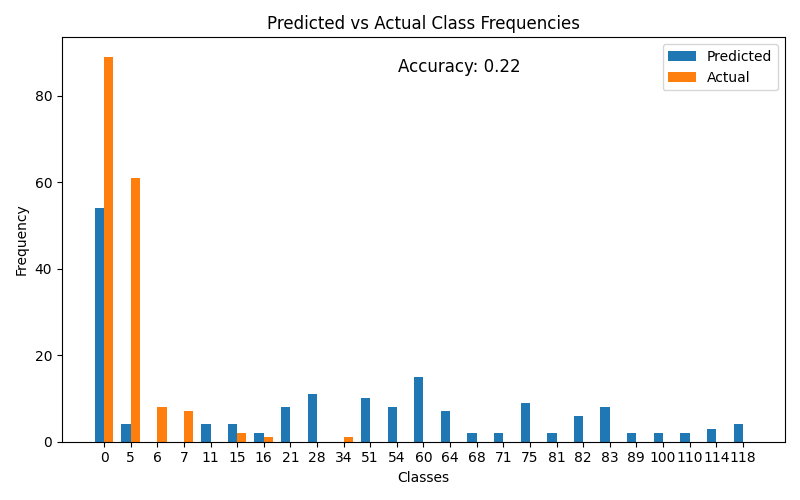 Predicted vs Actual Class Frequencies
Accuracy: 0.22
Predicted
Actual
Frequency
80
60
40
20
0
0 5 6 7 11 15 16 21 28 34 51 54 60 64 68 71 75 81 82 83 89 100 110 114 118
Classes